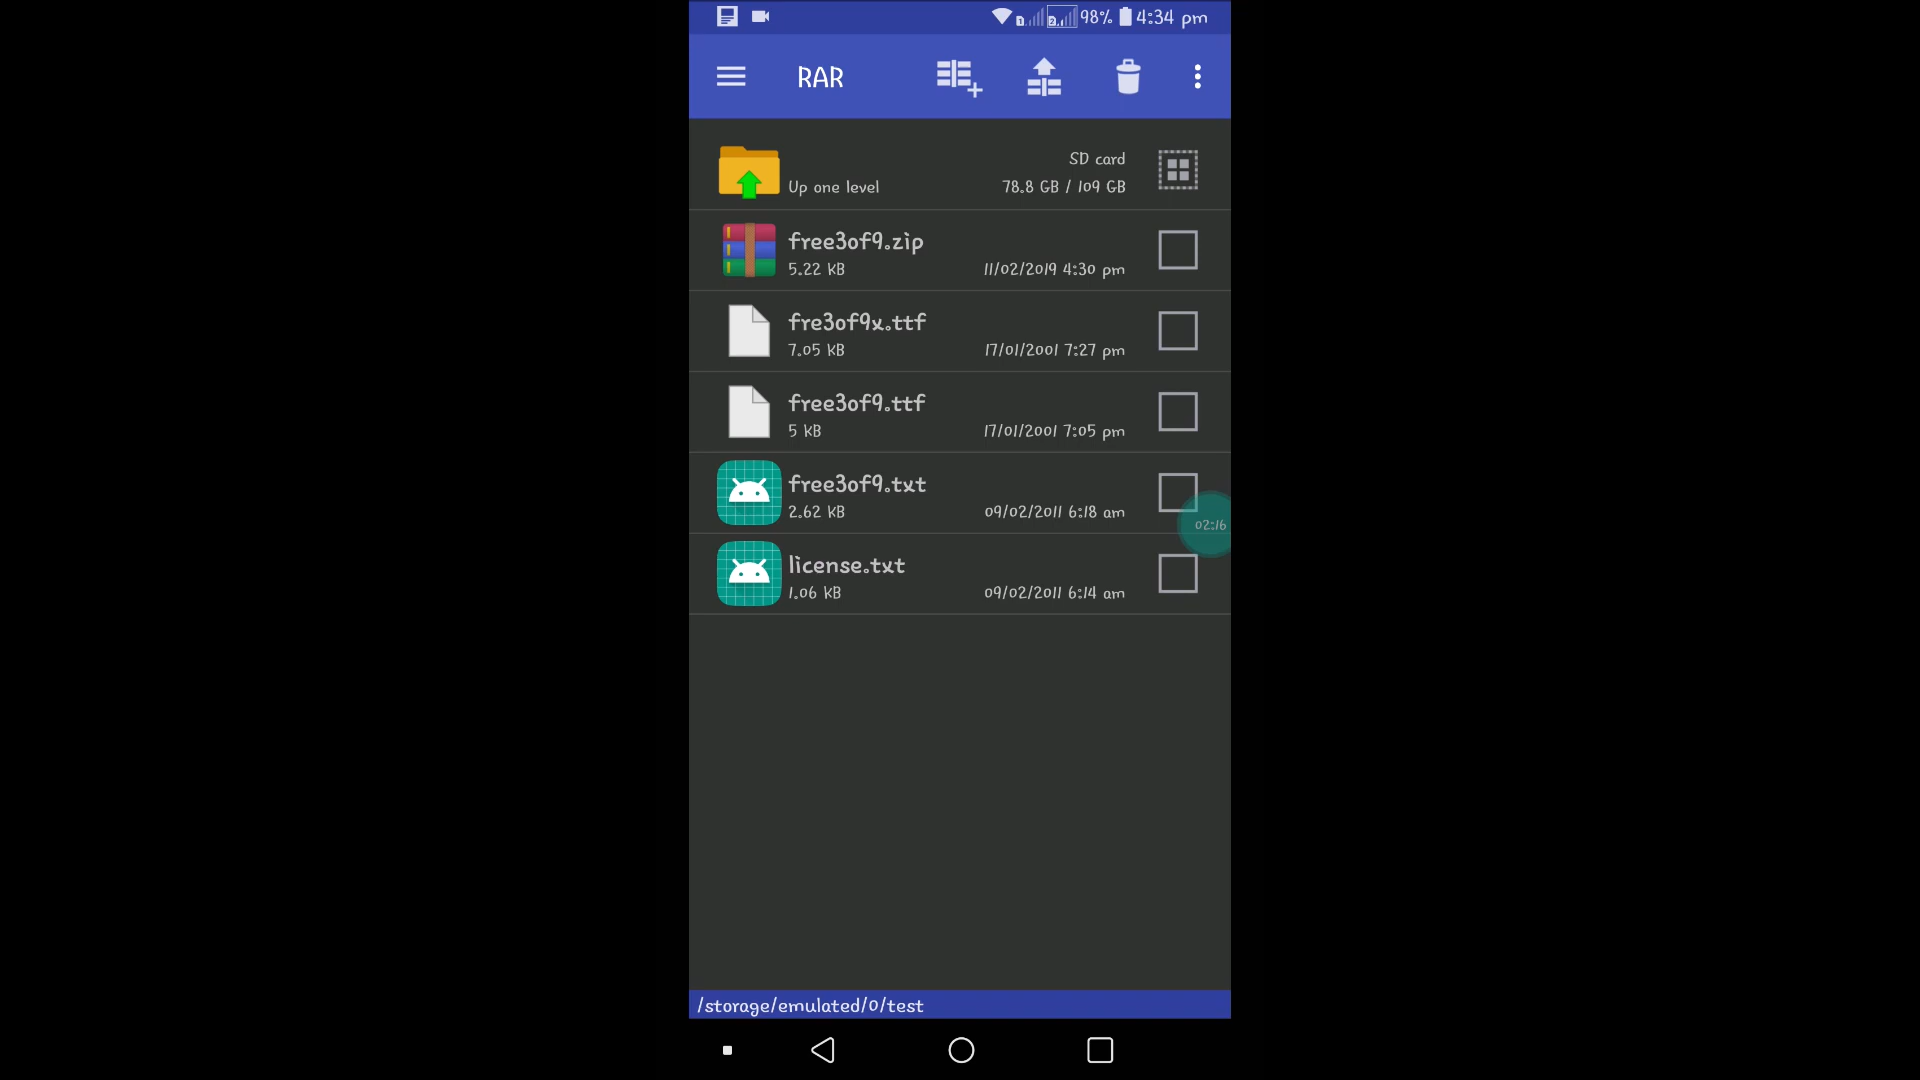 98% 4:34 pm
RAR
SD card
Up one level 78.8 GB / 109 GB
free3of9.zip
5.22 KB 11/02/2019 4:30 pm
fre3of9x.ttf
7.05 KB 17/01/2001 7:27 pm
free3of9.ttf
5 KB 17/01/2001 7:05 pm
free3of9.txt
2.62 KB 09/02/2011 6:18 am
02:16
license.txt
1.06 KB 09/02/2011 6:14 am
/storage/emulated/0/test